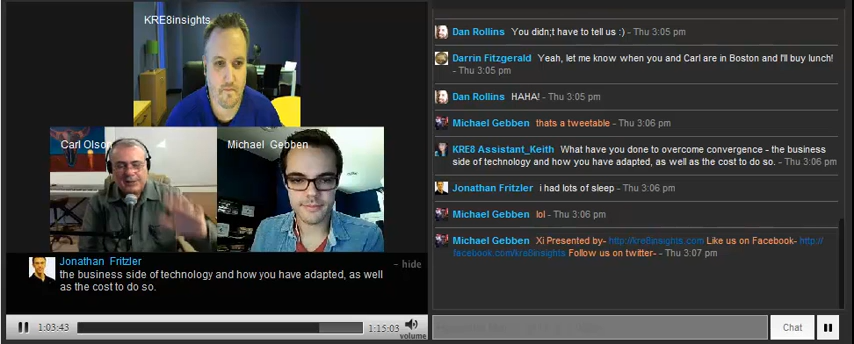 KRE8insights
Carl Olson
Michael Gebben
Jonathan Fritzler
– hide
the business side of technology and how you have adapted, as well
as the cost to do so.
1:03:43
1:15:03
volume
Dan Rollins You didn;t have to tell us :) - Thu 3:05 pm
Darrin Fitzgerald Yeah, let me know when you and Carl are in Boston and I'll buy lunch!
- Thu 3:05 pm
Dan Rollins HAHA! - Thu 3:05 pm
Michael Gebben thats a tweetable - Thu 3:06 pm
KRE8 Assistant_Keith What have you done to overcome convergence - the business
side of technology and how you have adapted, as well as the cost to do so. - Thu 3:06 pm
Jonathan Fritzler i had lots of sleep - Thu 3:06 pm
Michael Gebben lol - Thu 3:06 pm
Michael Gebben Xi Presented by- http://kre8insights.com Like us on Facebook- http://
facebook.com/kre8insights Follow us on twitter- - Thu 3:07 pm
Chat